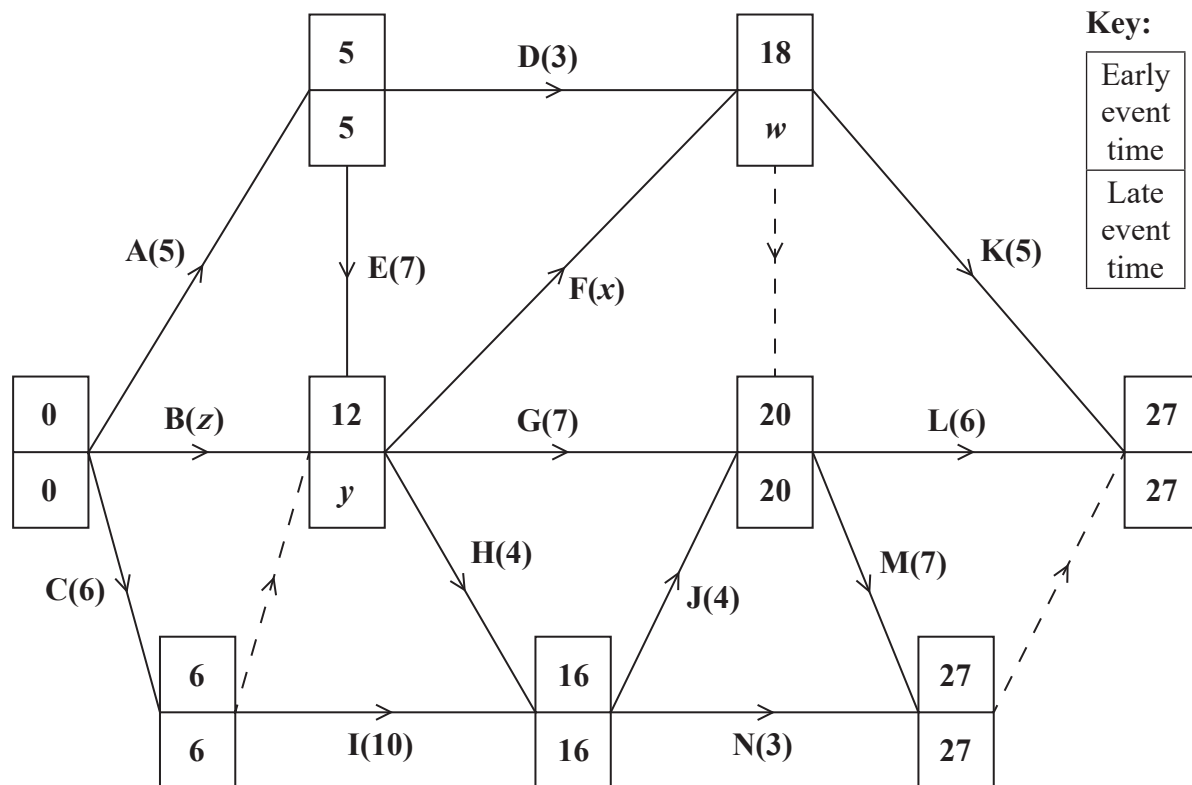 5
5
D(3)
18
w
Key:
Early
event
time
Late
event
time
A(5)
E(7)
F(x)
K(5)
0
0
B(z)
12
y
G(7)
20
20
L(6)
27
27
C(6)
H(4)
J(4)
M(7)
6
6
I(10)
16
16
N(3)
27
27